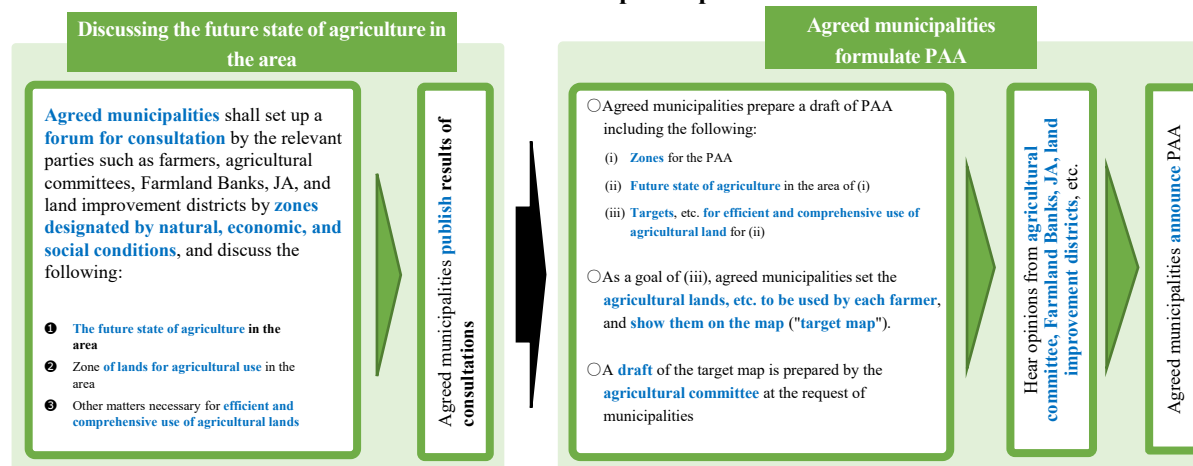 Discussing the future state of agriculture in
the area
Agreed municipalities shall set up a
forum for consultation by the relevant
parties such as farmers, agricultural
committees, Farmland Banks, JA, and
land improvement districts by zones
designated by natural, economic, and
social conditions, and discuss the
following:
❶ The future state of agriculture in the
area
❷ Zone of lands for agricultural use in the
area
❸ Other matters necessary for efficient and
comprehensive use of agricultural lands
Agreed municipalities publish results of
consultations
Agreed municipalities
formulate PAA
○Agreed municipalities prepare a draft of PAA
including the following:
(i) Zones for the PAA
(ii) Future state of agriculture in the area of (i)
(iii) Targets, etc. for efficient and comprehensive use of
agricultural land for (ii)
○As a goal of (iii), agreed municipalities set the
agricultural lands, etc. to be used by each farmer,
and show them on the map ("target map").
○A draft of the target map is prepared by the
agricultural committee at the request of
municipalities
Hear opinions from agricultural
committee, Farmland Banks, JA, land
improvement districts, etc.
Agreed municipalities announce PAA